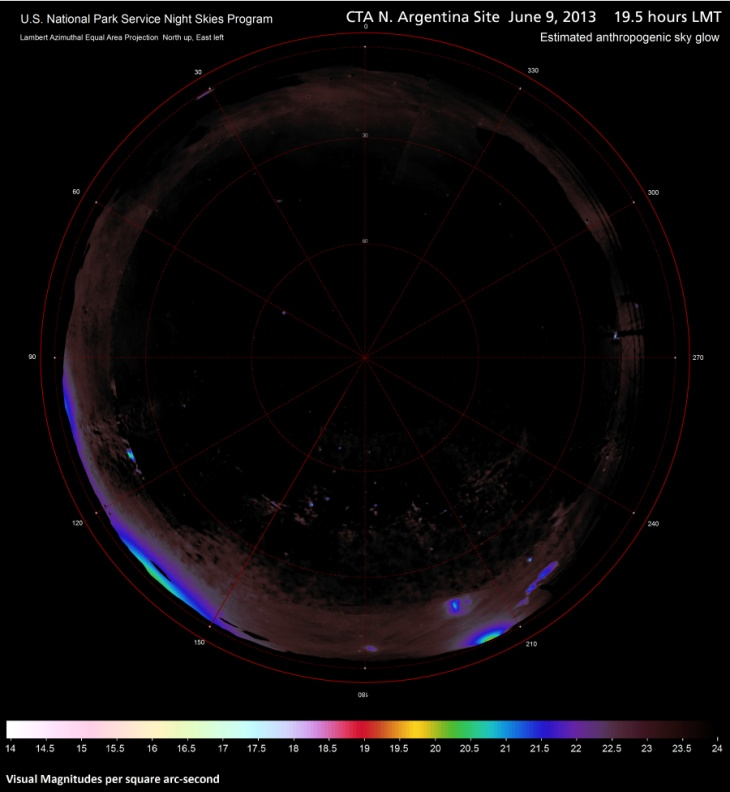 U.S. National Park Service Night Skies Program
CTA N. Argentina Site June 9, 2013 19.5 hours LMT
Lambert Azimuthal Equal Area Projection North up, East left
Estimated anthropogenic sky glow
0
30
330
30
60
300
60
90
270
120
240
150
210
180
14 14.5 15 15.5 16 16.5 17 17.5 18 18.5 19 19.5 20 20.5 21 21.5 22 22.5 23 23.5 24
Visual Magnitudes per square arc-second